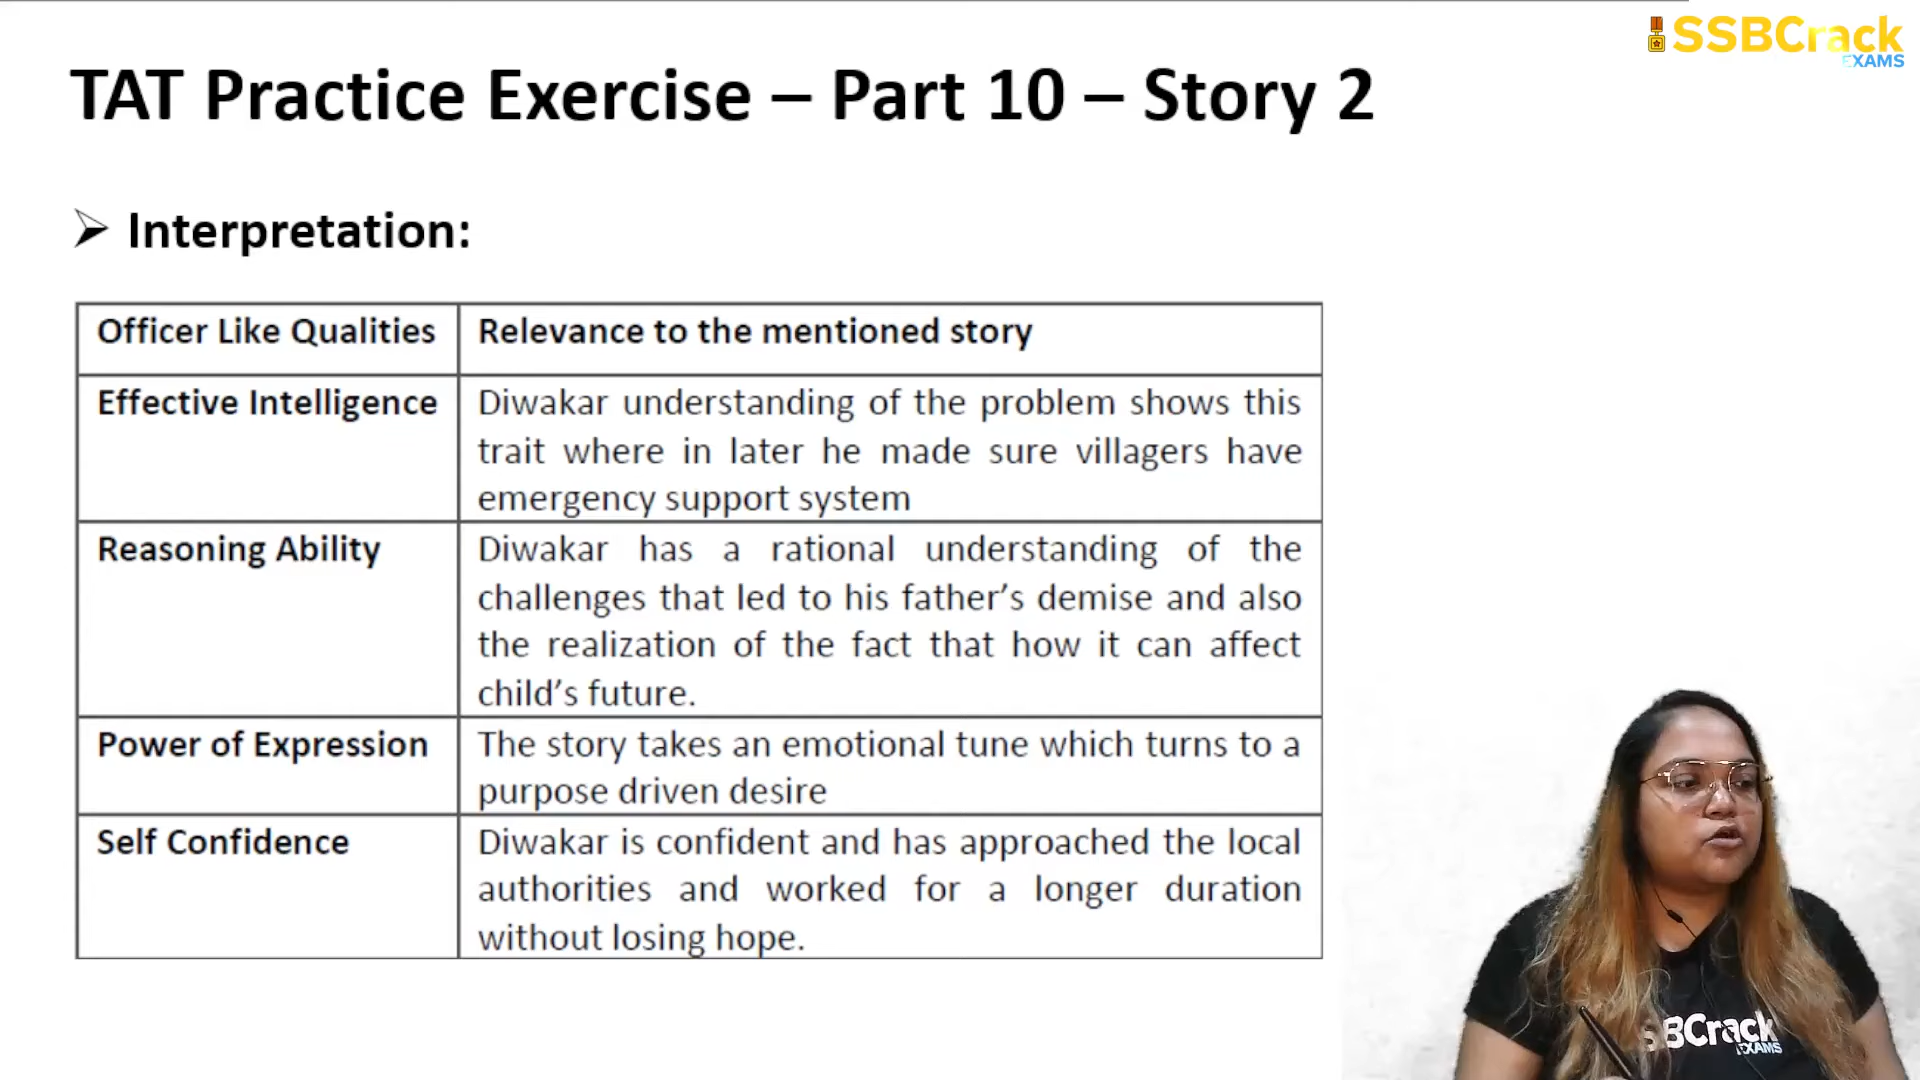 SSBCrack
EXAMS
TAT Practice Exercise – Part 10 – Story 2
➢ Interpretation:
Officer Like Qualities
Relevance to the mentioned story
Effective Intelligence
Diwakar understanding of the problem shows this
trait where in later he made sure villagers have
emergency support system
Reasoning Ability
Diwakar has a rational understanding of the
challenges that led to his father’s demise and also
the realization of the fact that how it can affect
child’s future.
Power of Expression
The story takes an emotional tune which turns to a
purpose driven desire
Self Confidence
Diwakar is confident and has approached the local
authorities and worked for a longer duration
without losing hope.
SBCrack
EXAMS